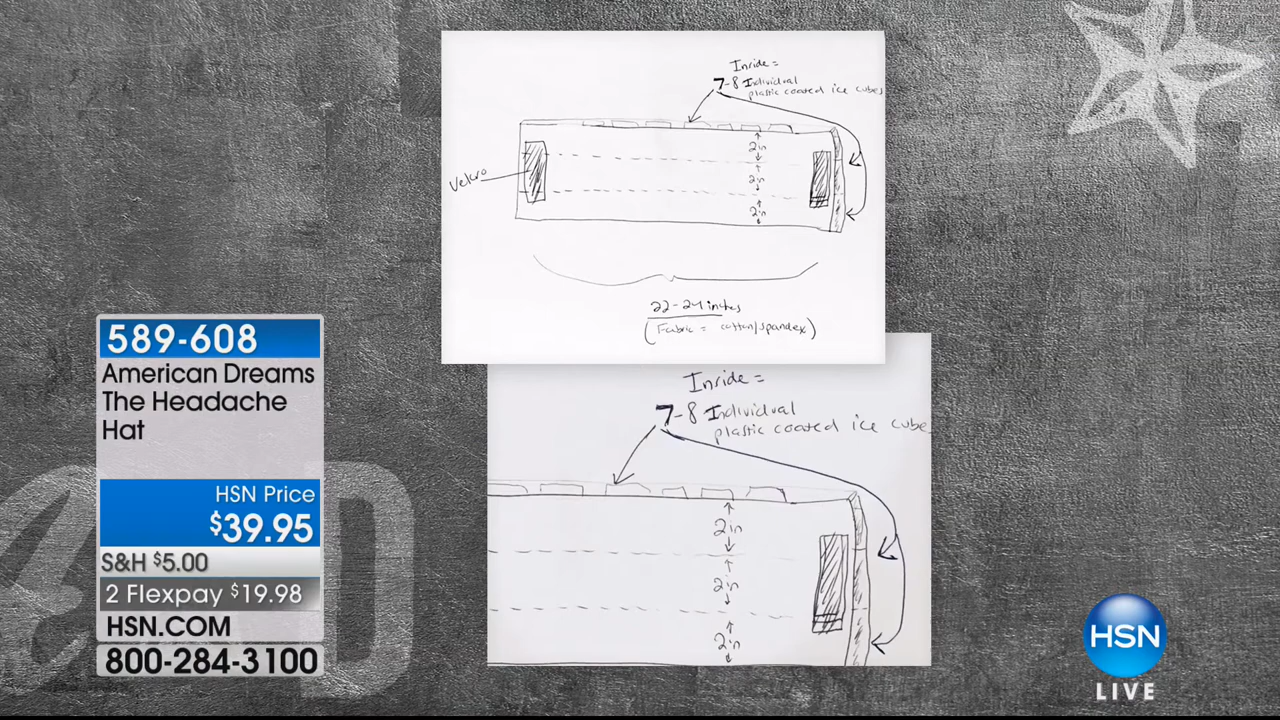 Inside =
7-8 Individual
plastic coated ice cubes
2in
2in
2in
Velcro
22-24 inches
(Fabric = cotton/spandex)
Inside =
7-8 Individual
plastic coated ice cube
2in
2in
2in
589-608
American Dreams
The Headache
Hat
HSN Price
$39.95
S&H $5.00
2 Flexpay $19.98
HSN.COM
800-284-3100
HSN
LIVE